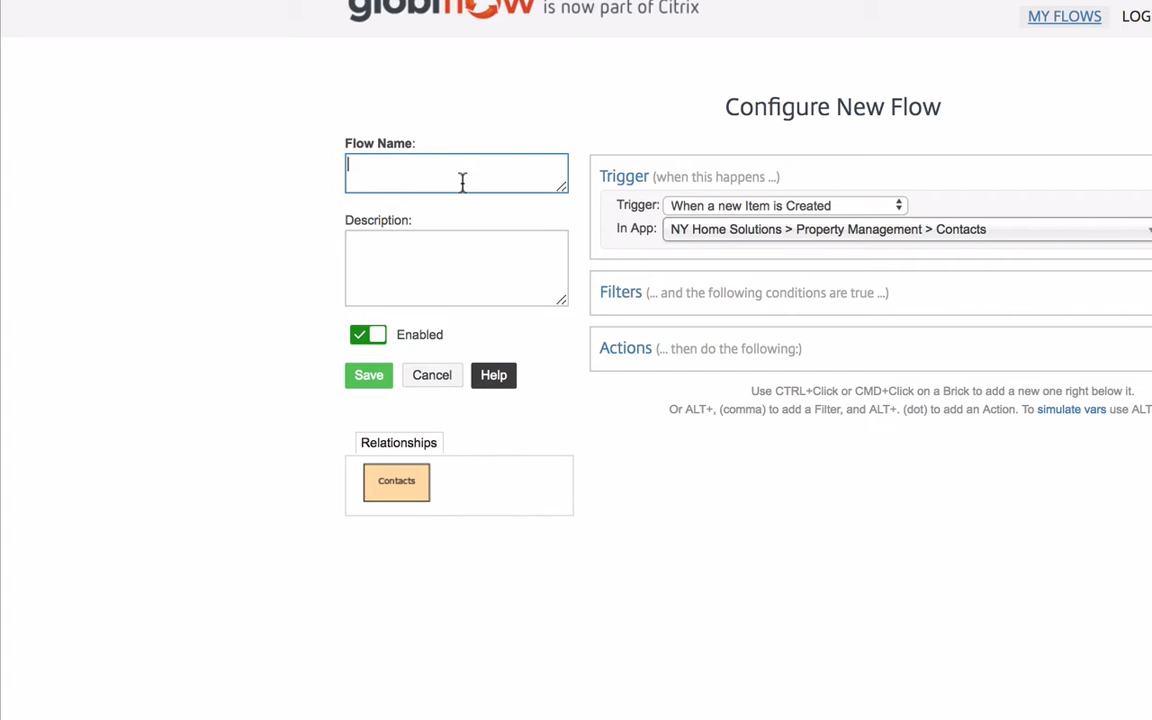 globiflow is now part of Citrix
MY FLOWS LOG
Configure New Flow
Flow Name:
Trigger (when this happens ...)
Trigger: When a new Item is Created
In App: NY Home Solutions > Property Management > Contacts
Description:
Filters (... and the following conditions are true ...)
Enabled
Actions (... then do the following:)
Save Cancel Help
Use CTRL+Click or CMD+Click on a Brick to add a new one right below it.
Or ALT+, (comma) to add a Filter, and ALT+. (dot) to add an Action. To simulate vars use ALT
Relationships
Contacts